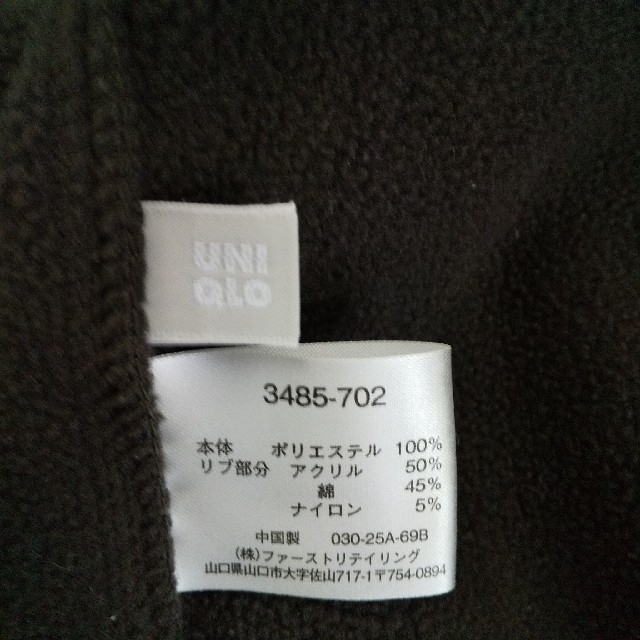 UNI
QLO
3485-702
本体 ポリエステル 100%
リブ部分 アクリル 50%
綿 45%
ナイロン 5%
中国製 030-25A-69B
(株)ファーストリテイリング
山口県山口市大字佐山717-1〒754-0894